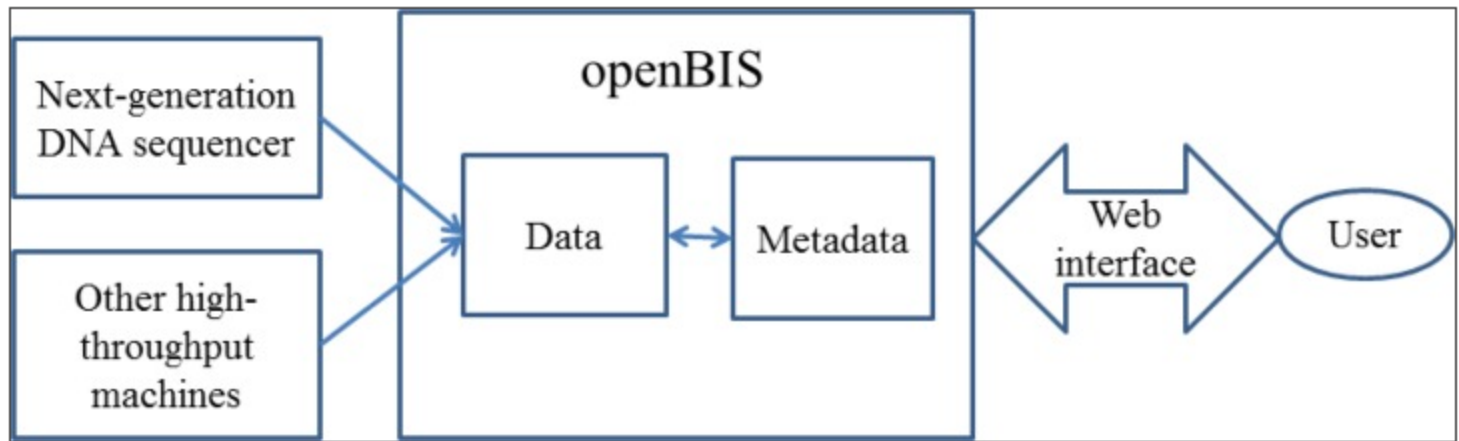 Next-generation
DNA sequencer
Other high-
throughput
machines
openBIS
Data
Metadata
Web
interface
User